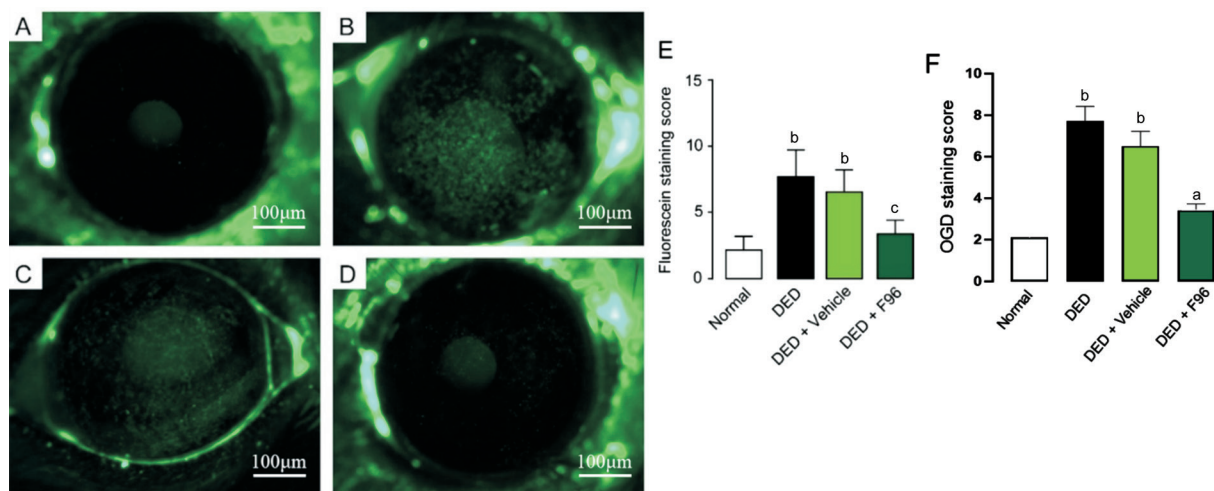 A
B
100μm
100μm
C
D
100μm
100μm
E
Fluorescein staining score
15
10
5
0
b
b
c
Normal
DED
DED + Vehicle
DED + F96
F
OGD staining score
10
8
6
4
2
0
b
b
a
Normal
DED
DED + Vehicle
DED + F96